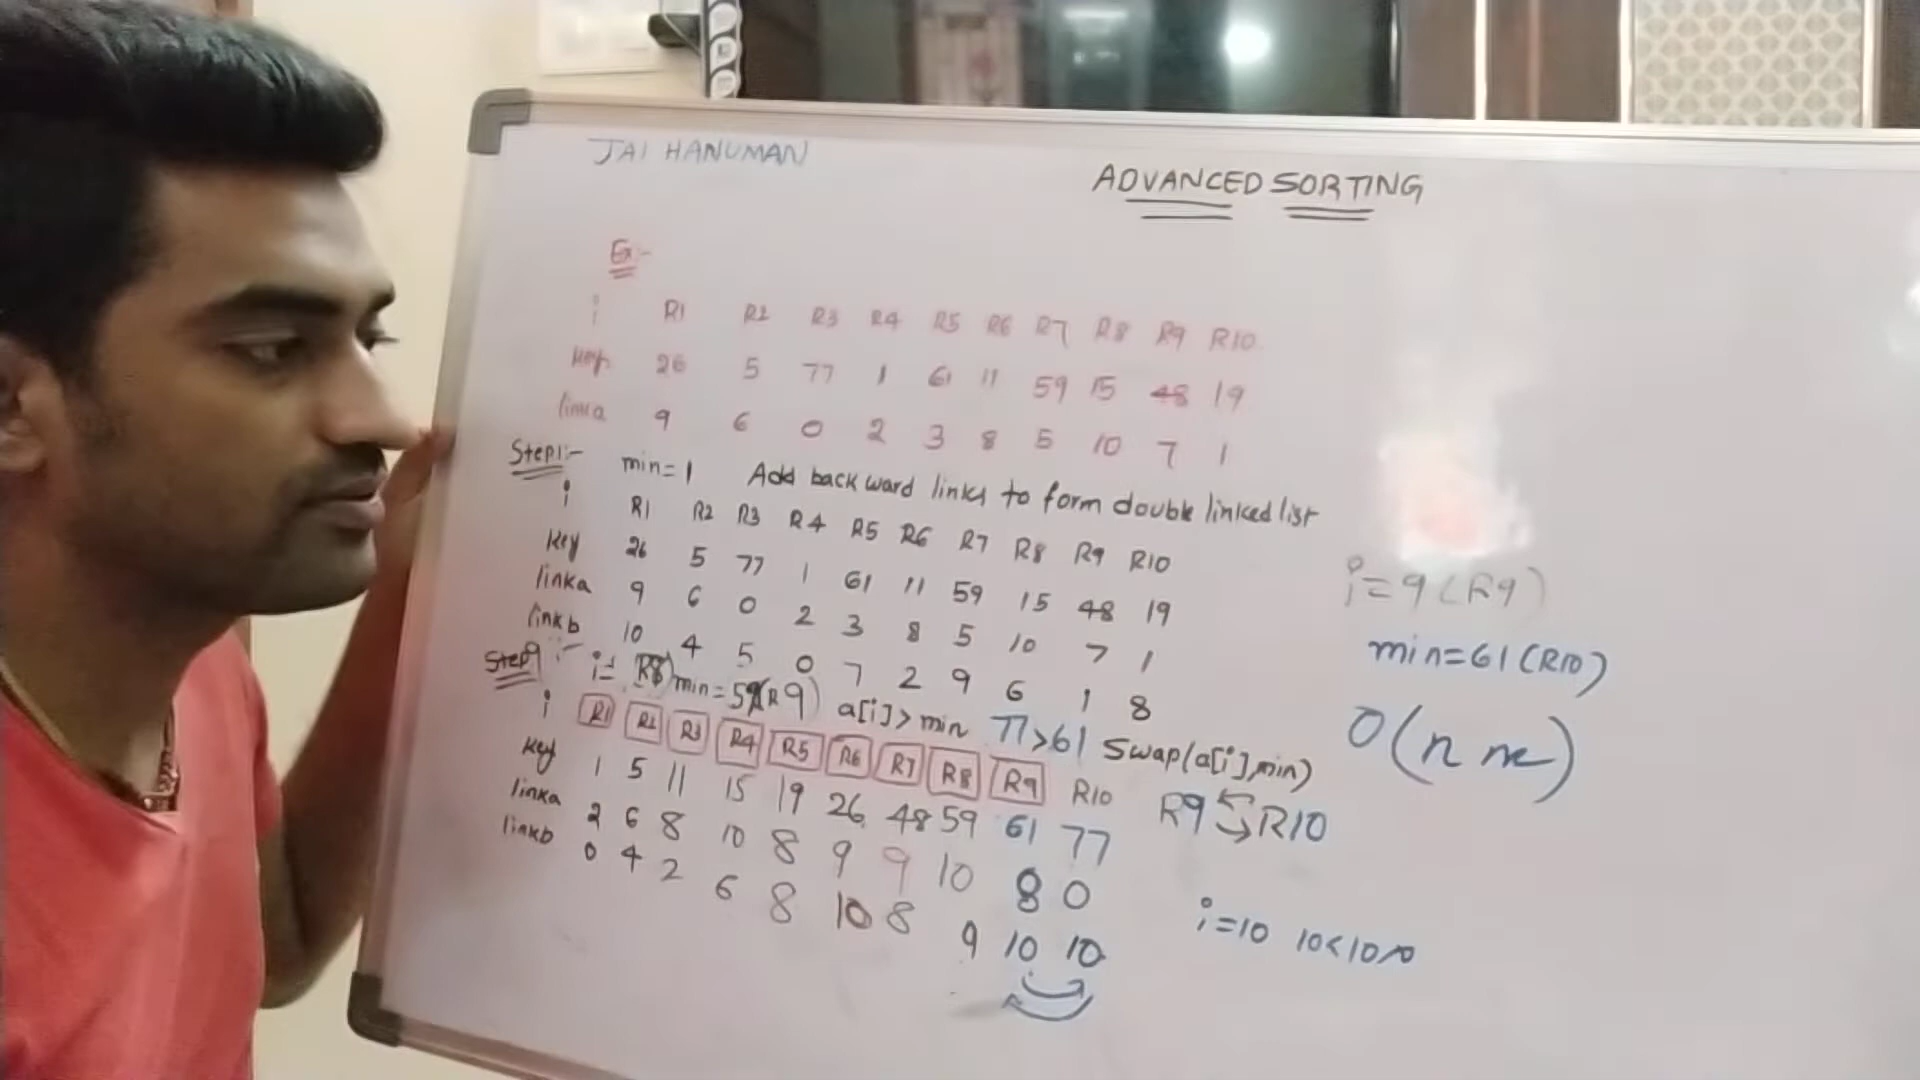 JAI HANUMAN
ADVANCED SORTING
Ex:-
i R1 R2 R3 R4 R5 R6 R7 R8 R9 R10
key 26 5 77 1 61 11 59 15 48 19
linka 9 6 0 2 3 8 5 10 7 1
Step1:- min=1 Add back ward links to form double linked list
i R1 R2 R3 R4 R5 R6 R7 R8 R9 R10
key 26 5 77 1 61 11 59 15 48 19
linka 9 6 0 2 3 8 5 10 7 1
linkb 10 4 5 0 7 2 9 6 1 8
Step9:- i= R8) min=59(R9) a[i]>min 77>61 Swap(a[i],min)
i R1 R2 R3 R4 R5 R6 R7 R8 R9 R10
key 1 5 11 15 19 26 48 59 61 77
linka 2 6 8 10 8 9 9 10 8 0
linkb 0 4 2 6 8 10 8 9 10 10
i=9(R9)
min=61(R10)
O(n m)
R9 R10
i=10 10<10